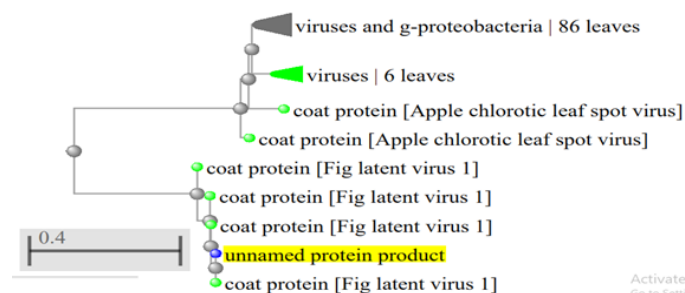 viruses and g-proteobacteria | 86 leaves
viruses | 6 leaves
coat protein [Apple chlorotic leaf spot virus]
coat protein [Apple chlorotic leaf spot virus]
coat protein [Fig latent virus 1]
coat protein [Fig latent virus 1]
coat protein [Fig latent virus 1]
0.4
unnamed protein product
coat protein [Fig latent virus 1]
Activate